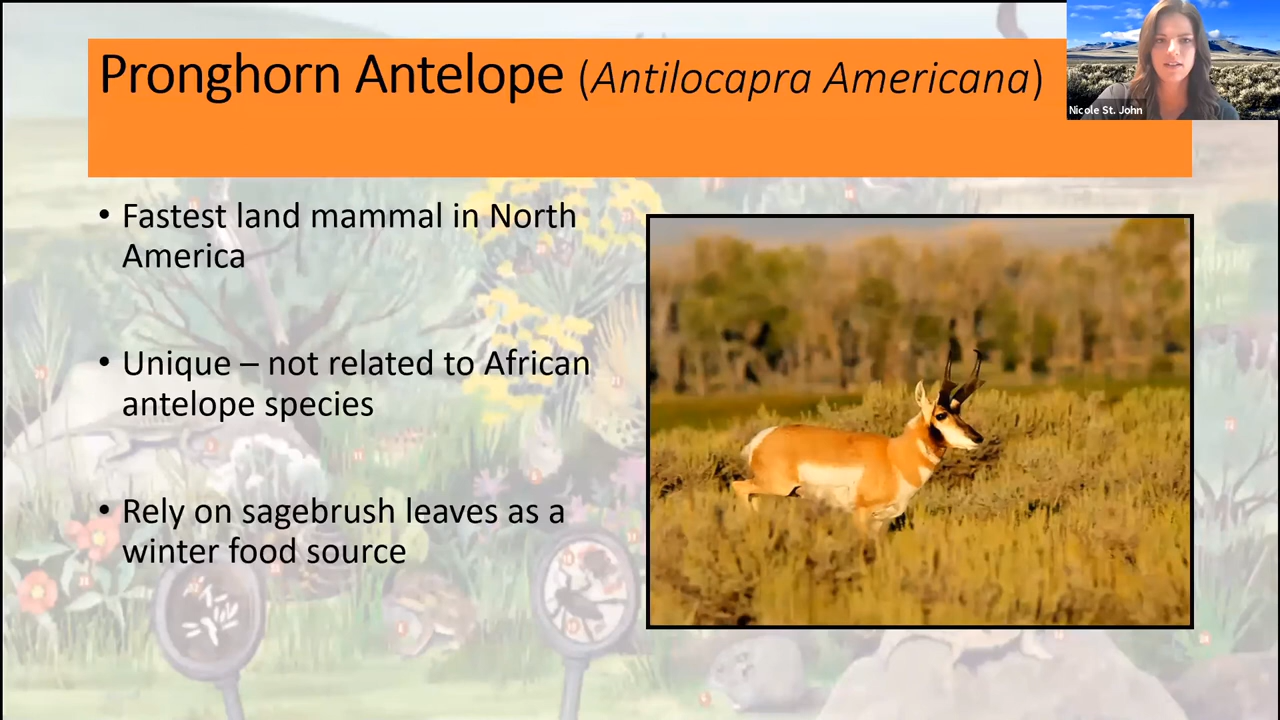 Pronghorn Antelope (Antilocapra Americana)
Nicole St. John
• Fastest land mammal in North
America
• Unique – not related to African
antelope species
• Rely on sagebrush leaves as a
winter food source